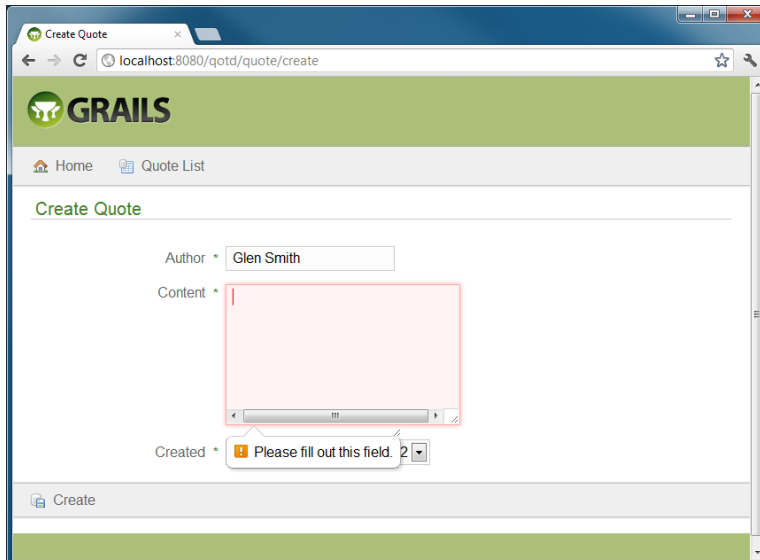 Create Quote
localhost:8080/qotd/quote/create
GRAILS
Home Quote List
Create Quote
Author * Glen Smith
Content *
Created * Please fill out this field. 2
Create